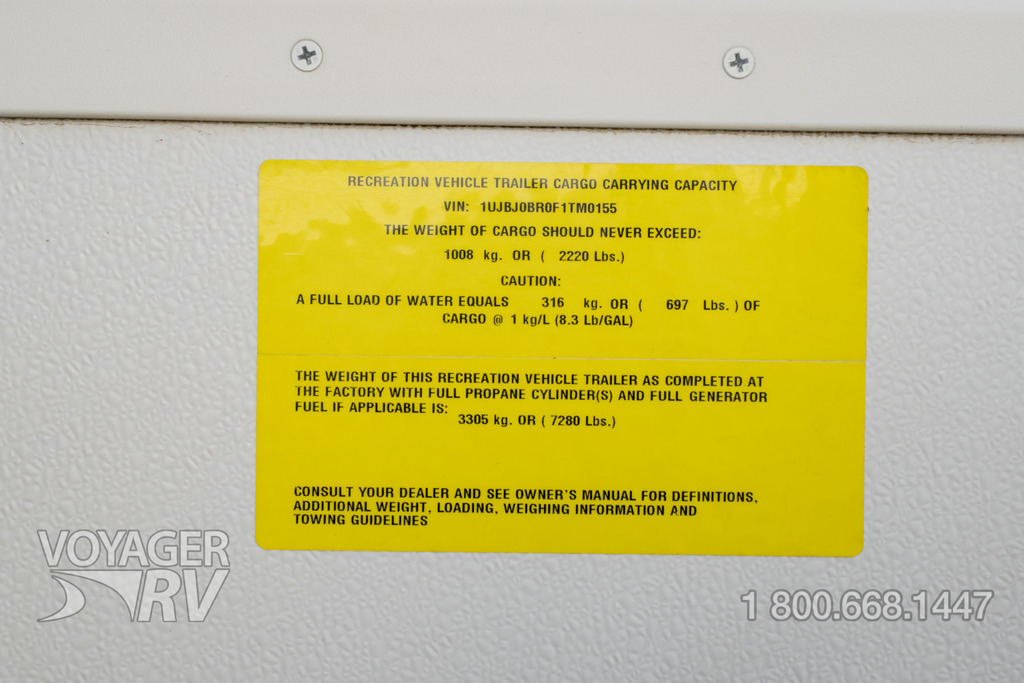 RECREATION VEHICLE TRAILER CARGO CARRYING CAPACITY
VIN: 1UJBJ0BR0F1TM0155
THE WEIGHT OF CARGO SHOULD NEVER EXCEED:
1008 kg. OR ( 2220 Lbs.)
CAUTION:
A FULL LOAD OF WATER EQUALS 316 kg. OR ( 697 Lbs. ) OF
CARGO @ 1 kg/L (8.3 Lb/GAL)
THE WEIGHT OF THIS RECREATION VEHICLE TRAILER AS COMPLETED AT
THE FACTORY WITH FULL PROPANE CYLINDER(S) AND FULL GENERATOR
FUEL IF APPLICABLE IS:
3305 kg. OR ( 7280 Lbs.)
CONSULT YOUR DEALER AND SEE OWNER'S MANUAL FOR DEFINITIONS,
ADDITIONAL WEIGHT, LOADING, WEIGHING INFORMATION AND
TOWING GUIDELINES
VOYAGER
RV
1 800.668.1447